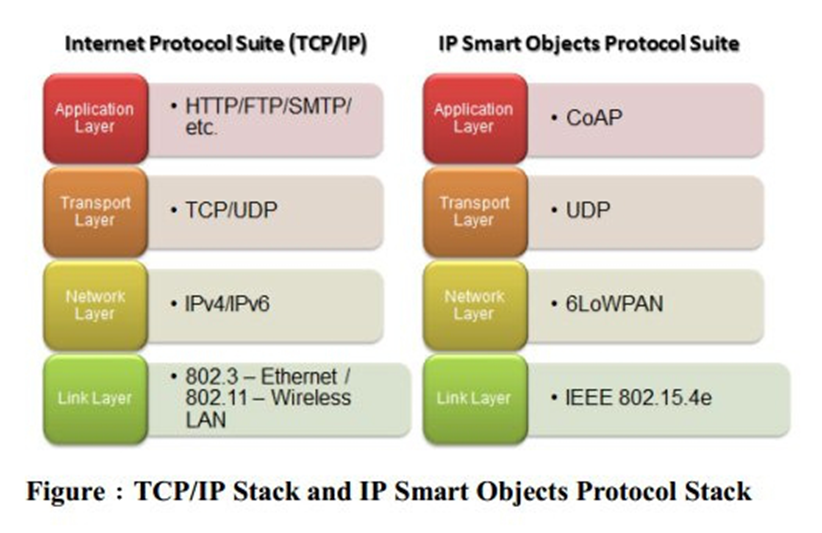 Internet Protocol Suite (TCP/IP)
Application
Layer
• HTTP/FTP/SMTP/
etc.
Transport
Layer
• TCP/UDP
Network
Layer
• IPv4/IPv6
Link Layer
• 802.3 – Ethernet /
802.11 – Wireless
LAN
IP Smart Objects Protocol Suite
Application
Layer
• CoAP
Transport
Layer
• UDP
Network
Layer
• 6LoWPAN
Link Layer
• IEEE 802.15.4e
Figure : TCP/IP Stack and IP Smart Objects Protocol Stack